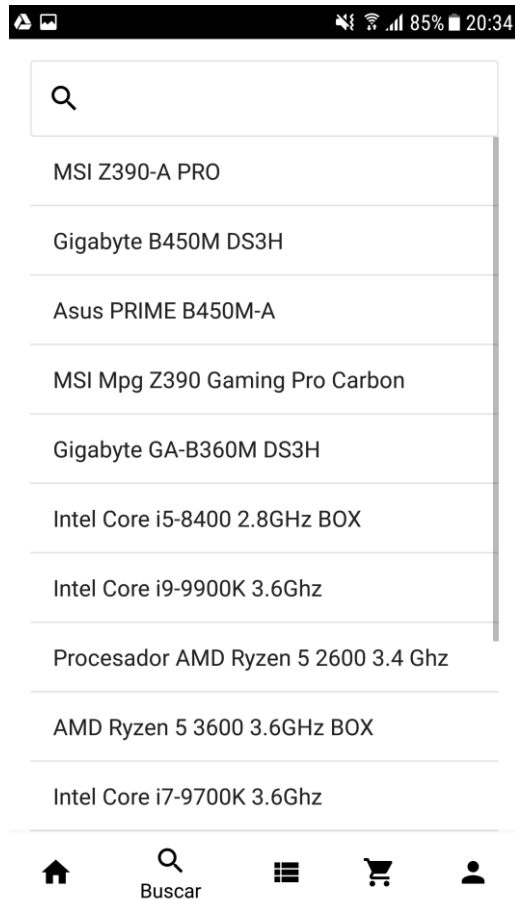 85% 20:34
MSI Z390-A PRO
Gigabyte B450M DS3H
Asus PRIME B450M-A
MSI Mpg Z390 Gaming Pro Carbon
Gigabyte GA-B360M DS3H
Intel Core i5-8400 2.8GHz BOX
Intel Core i9-9900K 3.6Ghz
Procesador AMD Ryzen 5 2600 3.4 Ghz
AMD Ryzen 5 3600 3.6GHz BOX
Intel Core i7-9700K 3.6Ghz
Buscar